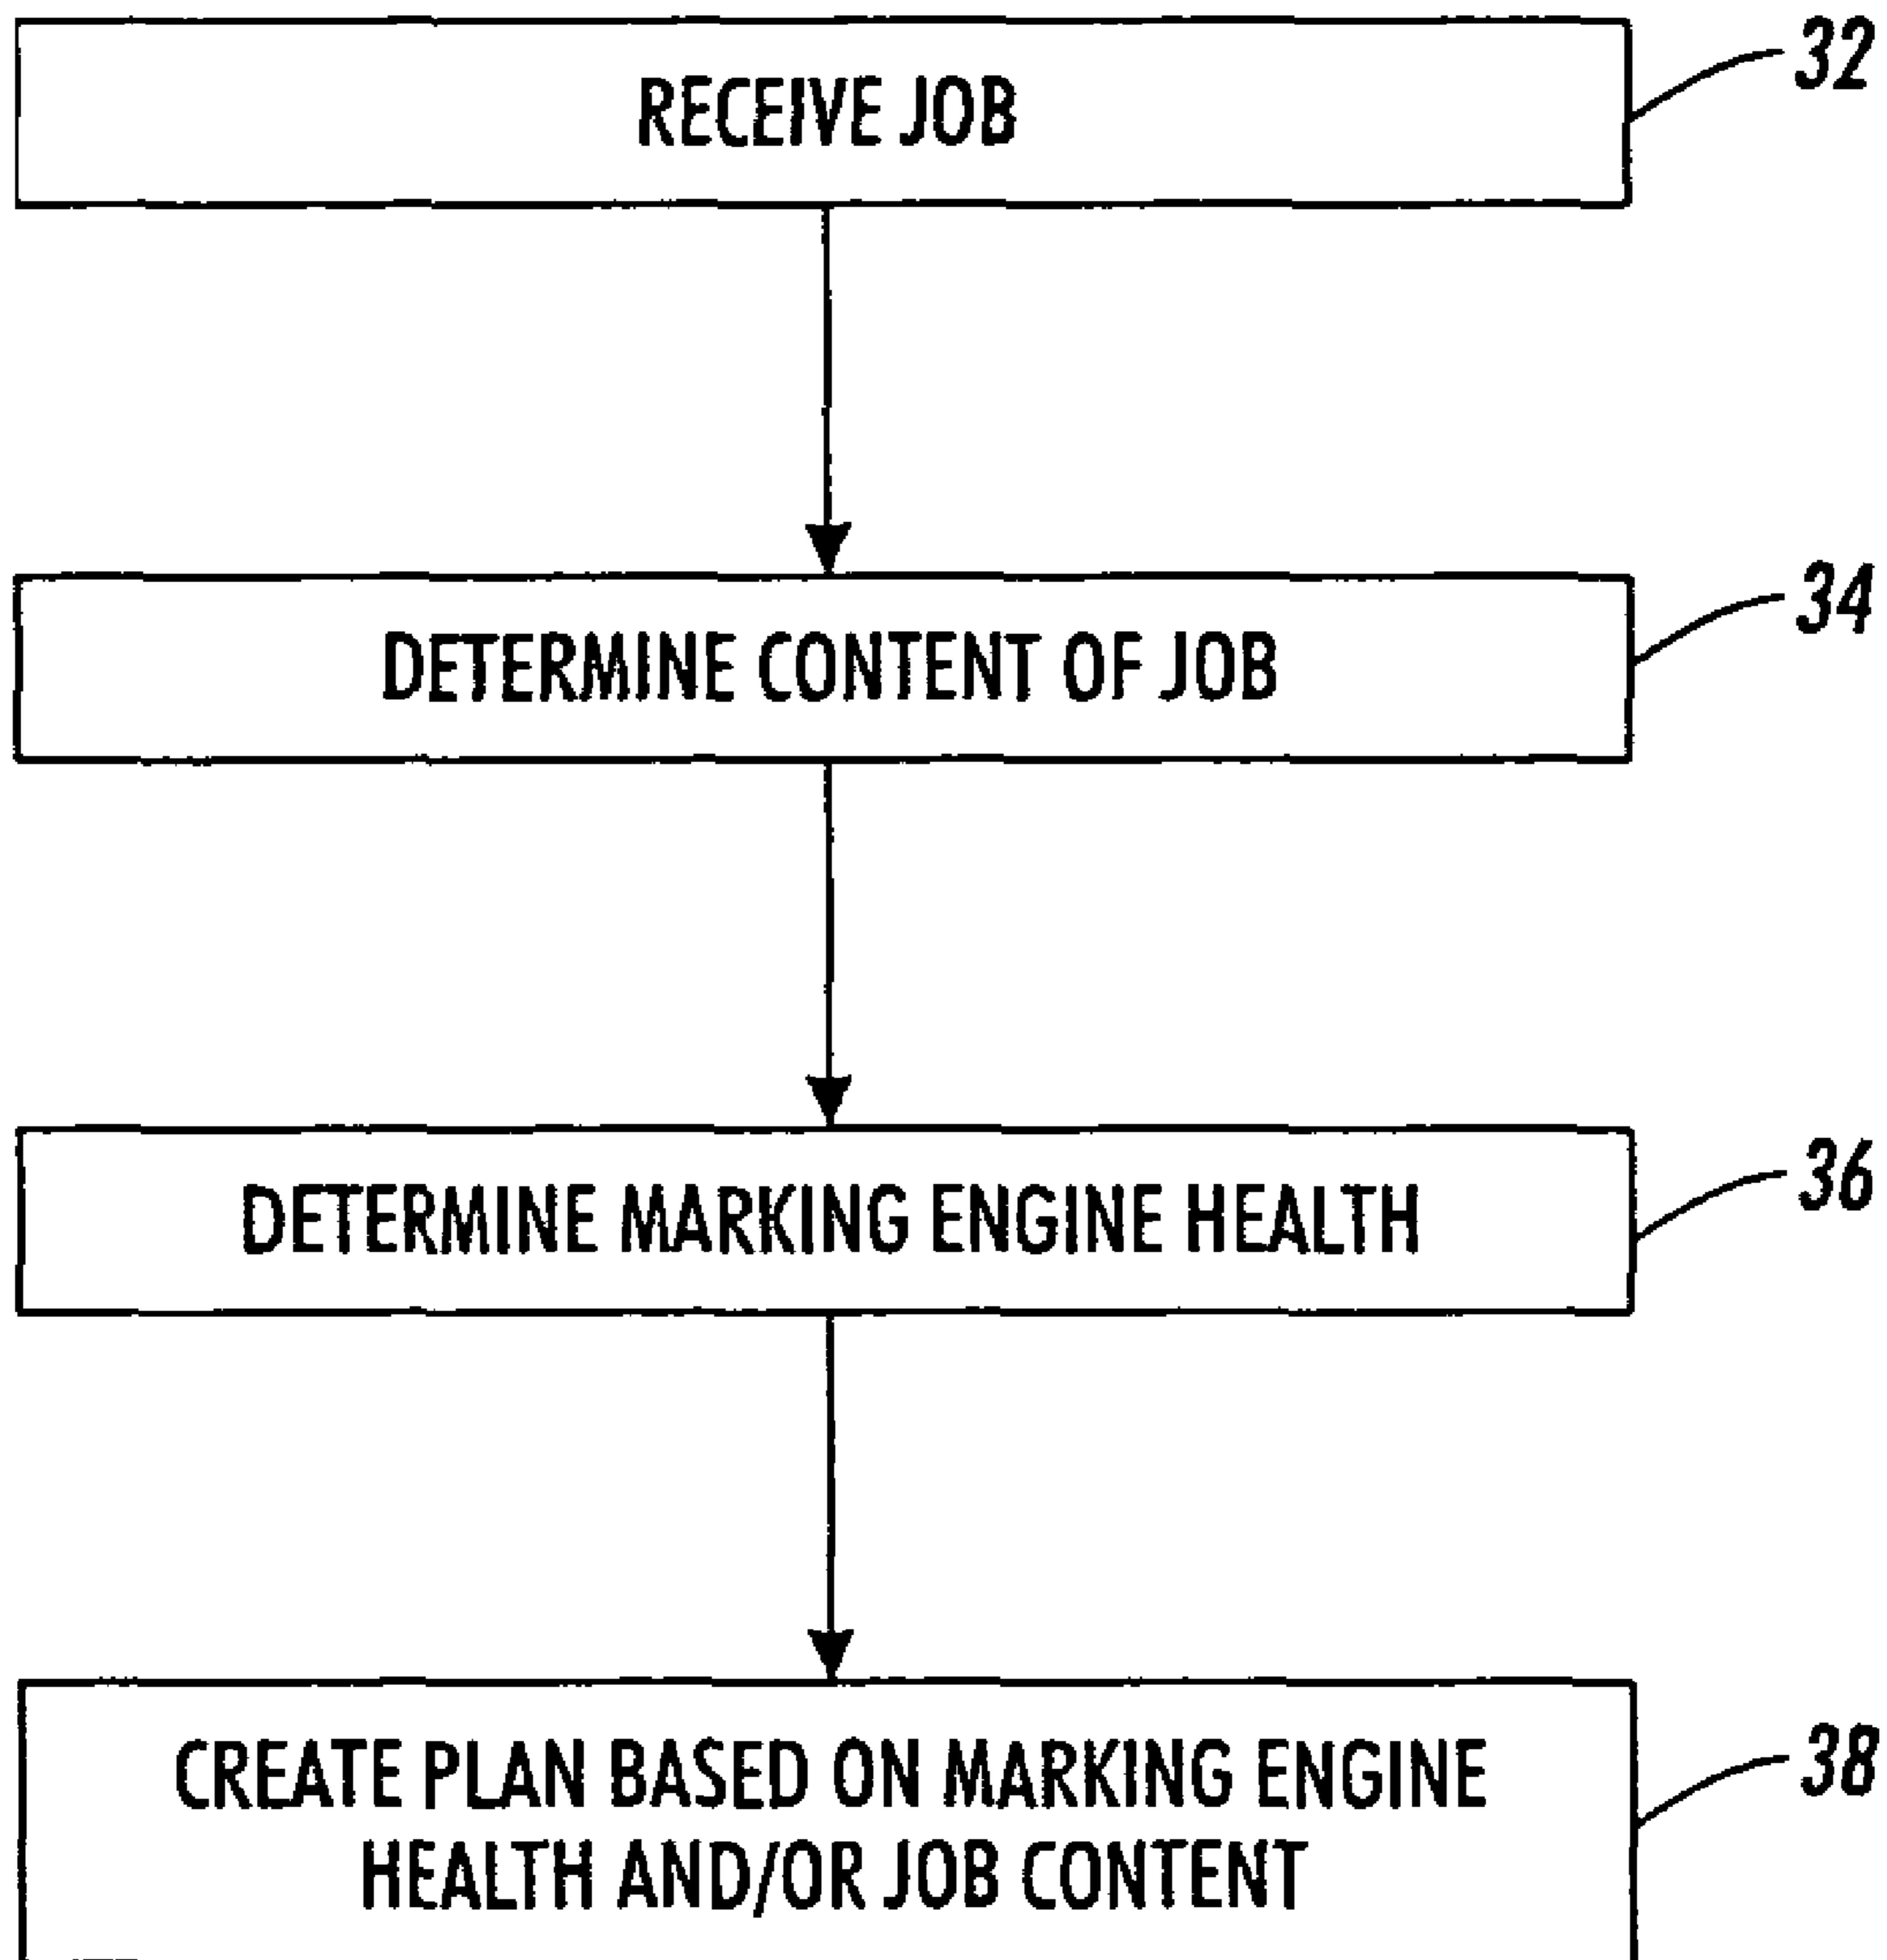 RECEIVE JOB
32
DETERMINE CONTENT OF JOB
34
DETERMINE MARKING ENGINE HEALTH
36
CREATE PLAN BASED ON MARKING ENGINE
HEALTH AND/OR JOB CONTENT
38